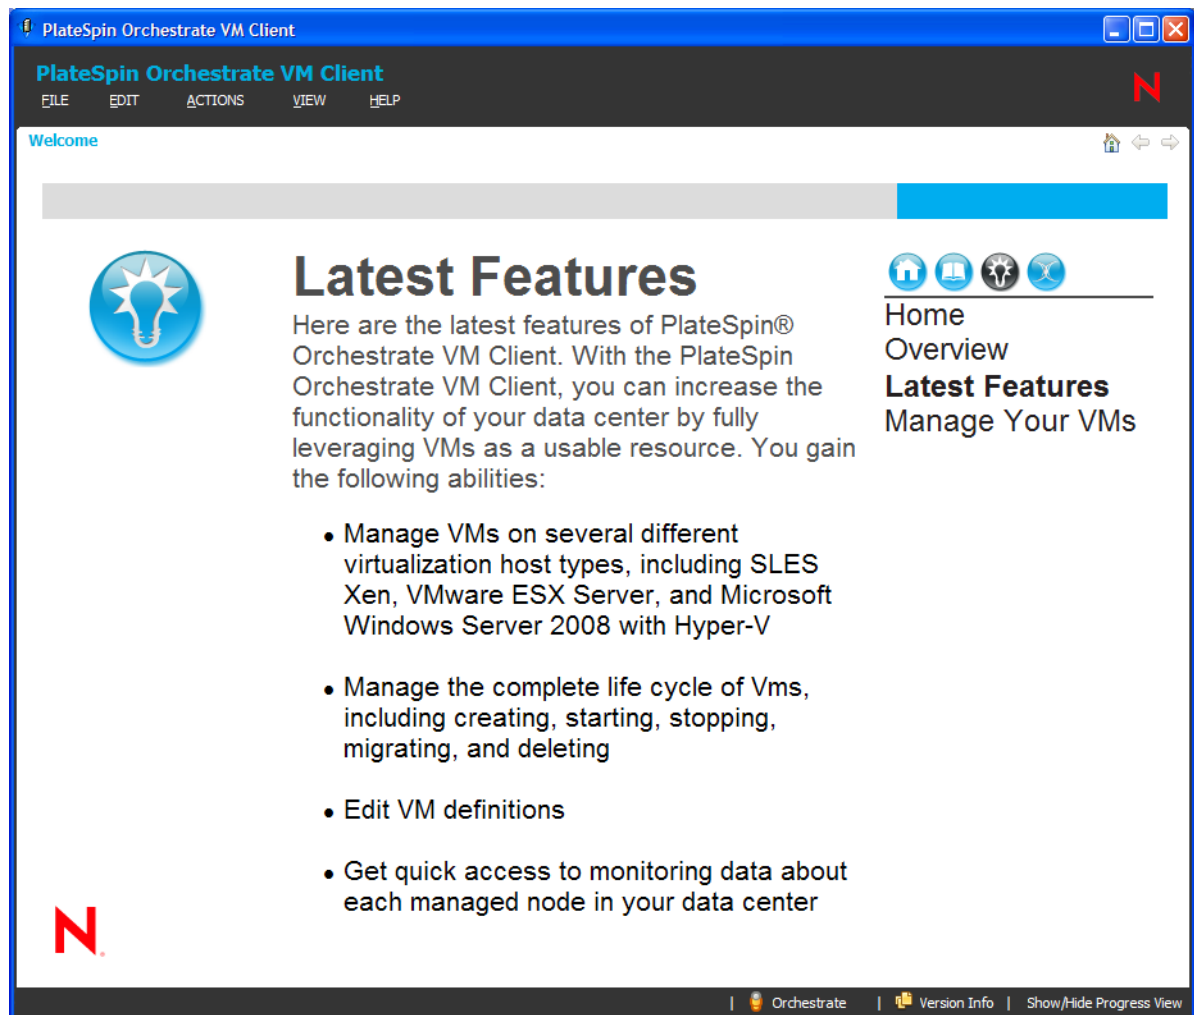 PlateSpin Orchestrate VM Client
PlateSpin Orchestrate VM Client
FILE EDIT ACTIONS VIEW HELP
N
Welcome
Latest Features
Here are the latest features of PlateSpin®
Orchestrate VM Client. With the PlateSpin
Orchestrate VM Client, you can increase the
functionality of your data center by fully
leveraging VMs as a usable resource. You gain
the following abilities:
• Manage VMs on several different
virtualization host types, including SLES
Xen, VMware ESX Server, and Microsoft
Windows Server 2008 with Hyper-V
• Manage the complete life cycle of Vms,
including creating, starting, stopping,
migrating, and deleting
• Edit VM definitions
• Get quick access to monitoring data about
each managed node in your data center
Home
Overview
Latest Features
Manage Your VMs
N
| Orchestrate | Version Info | Show/Hide Progress View